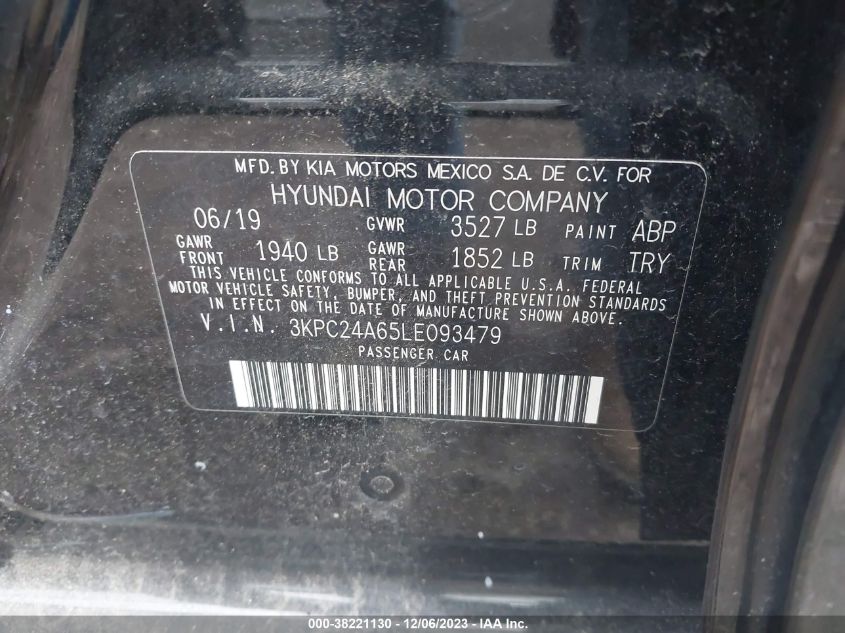 MFD. BY KIA MOTORS MEXICO S.A. DE C.V. FOR
HYUNDAI MOTOR COMPANY
06/19 GVWR 3527 LB PAINT ABP
GAWR FRONT 1940 LB GAWR REAR 1852 LB TRIM TRY
THIS VEHICLE CONFORMS TO ALL APPLICABLE U.S.A. FEDERAL
MOTOR VEHICLE SAFETY, BUMPER, AND THEFT PREVENTION STANDARDS
IN EFFECT ON THE DATE OF MANUFACTURE SHOWN ABOVE.
V.I.N. 3KPC24A65LE093479
PASSENGER CAR
000-38221130 - 12/06/2023 - IAA Inc.